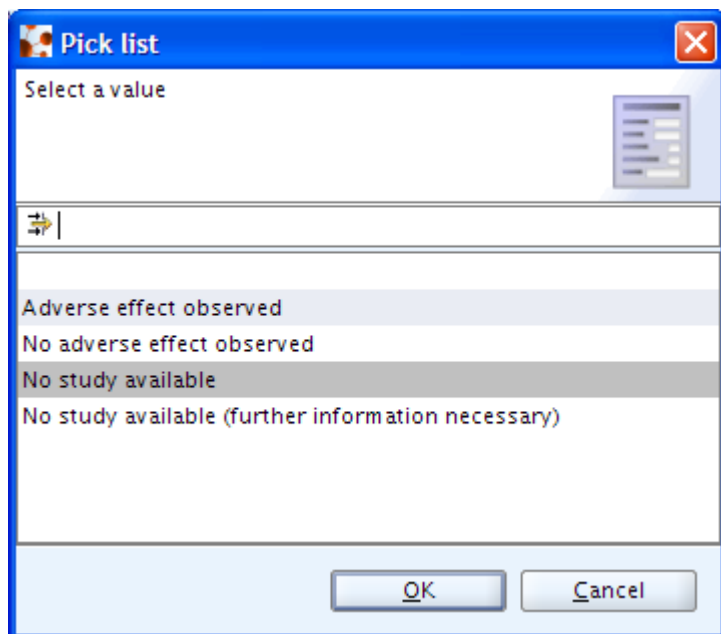 Pick list
Select a value
Adverse effect observed
No adverse effect observed
No study available
No study available (further information necessary)
OK
Cancel